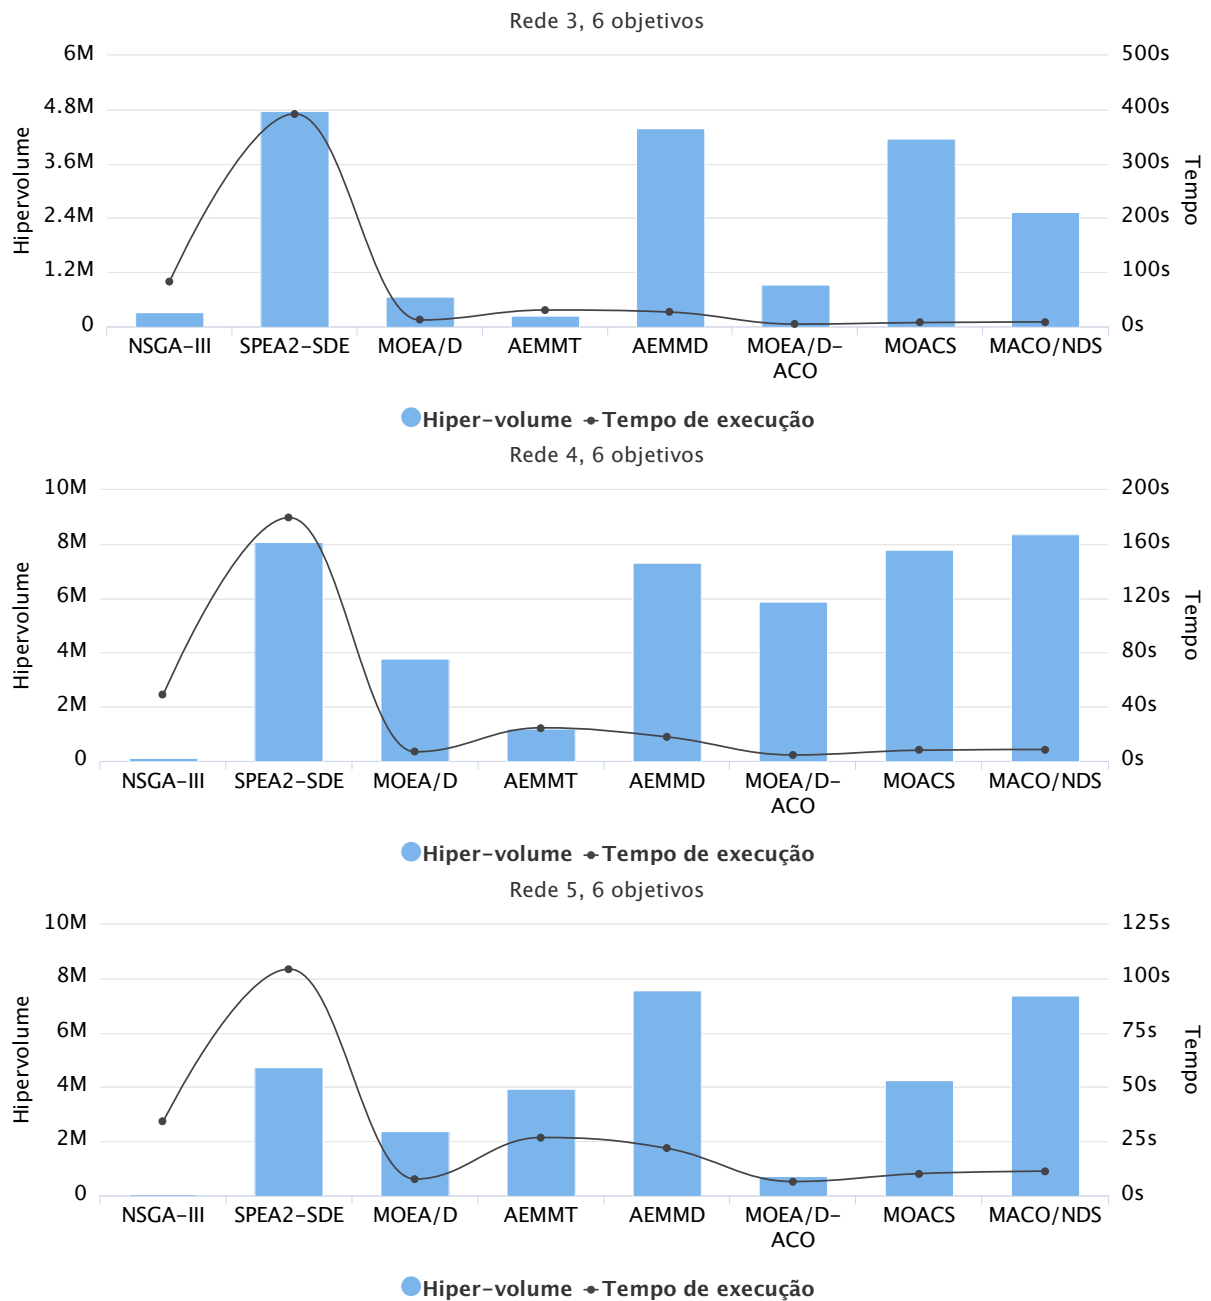 Rede 3, 6 objetivos
6M 500s
4.8M 400s
3.6M 300s
2.4M 200s
1.2M 100s
0 0s
Hipervolume
Tempo
NSGA-III SPEA2-SDE MOEA/D AEMMT AEMMD MOEA/D-ACO MOACS MACO/NDS
Hiper-volume Tempo de execução
Rede 4, 6 objetivos
10M 200s
8M 160s
6M 120s
4M 80s
2M 40s
0 0s
Hipervolume
Tempo
NSGA-III SPEA2-SDE MOEA/D AEMMT AEMMD MOEA/D-ACO MOACS MACO/NDS
Hiper-volume Tempo de execução
Rede 5, 6 objetivos
10M 125s
8M 100s
6M 75s
4M 50s
2M 25s
0 0s
Hipervolume
Tempo
NSGA-III SPEA2-SDE MOEA/D AEMMT AEMMD MOEA/D-ACO MOACS MACO/NDS
Hiper-volume Tempo de execução